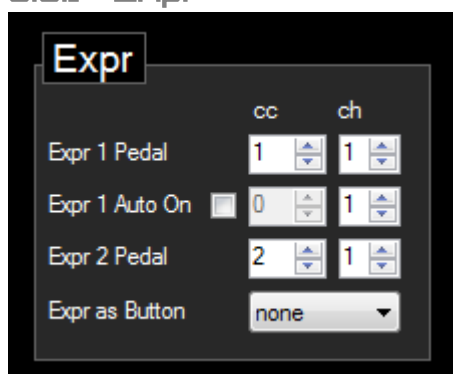 Expr
cc ch
Expr 1 Pedal 1 1
Expr 1 Auto On 0 1
Expr 2 Pedal 2 1
Expr as Button none